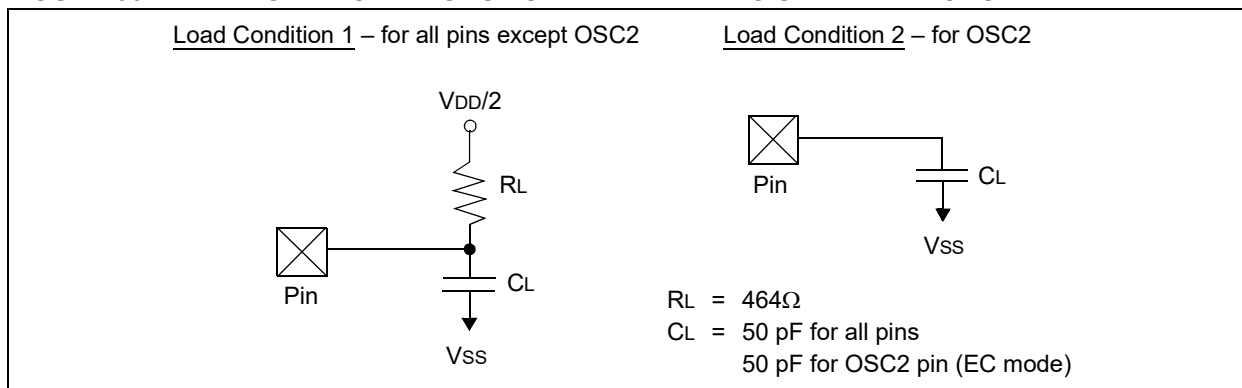 Load Condition 1 – for all pins except OSC2
Load Condition 2 – for OSC2
VDD/2
RL
Pin
CL
VSS
Pin
CL
VSS
RL = 464Ω
CL = 50 pF for all pins
50 pF for OSC2 pin (EC mode)